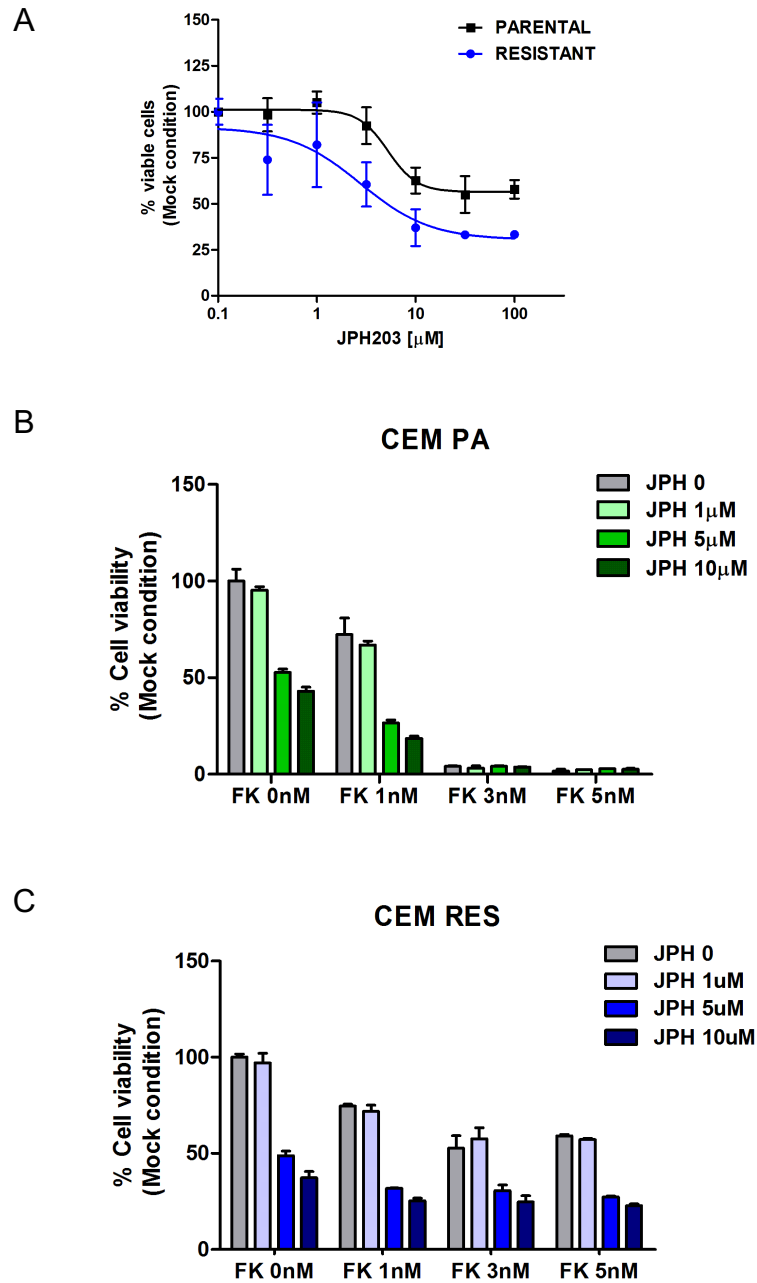 A
150
125
100
75
50
25
0
% viable cells
(Mock condition)
PARENTAL
RESISTANT
0.1 1 10 100
JPH203 [μM]
B
CEM PA
150
100
50
0
% Cell viability
(Mock condition)
JPH 0
JPH 1μM
JPH 5μM
JPH 10μM
FK 0nM FK 1nM FK 3nM FK 5nM
C
CEM RES
150
100
50
0
% Cell viability
(Mock condition)
JPH 0
JPH 1uM
JPH 5uM
JPH 10uM
FK 0nM FK 1nM FK 3nM FK 5nM